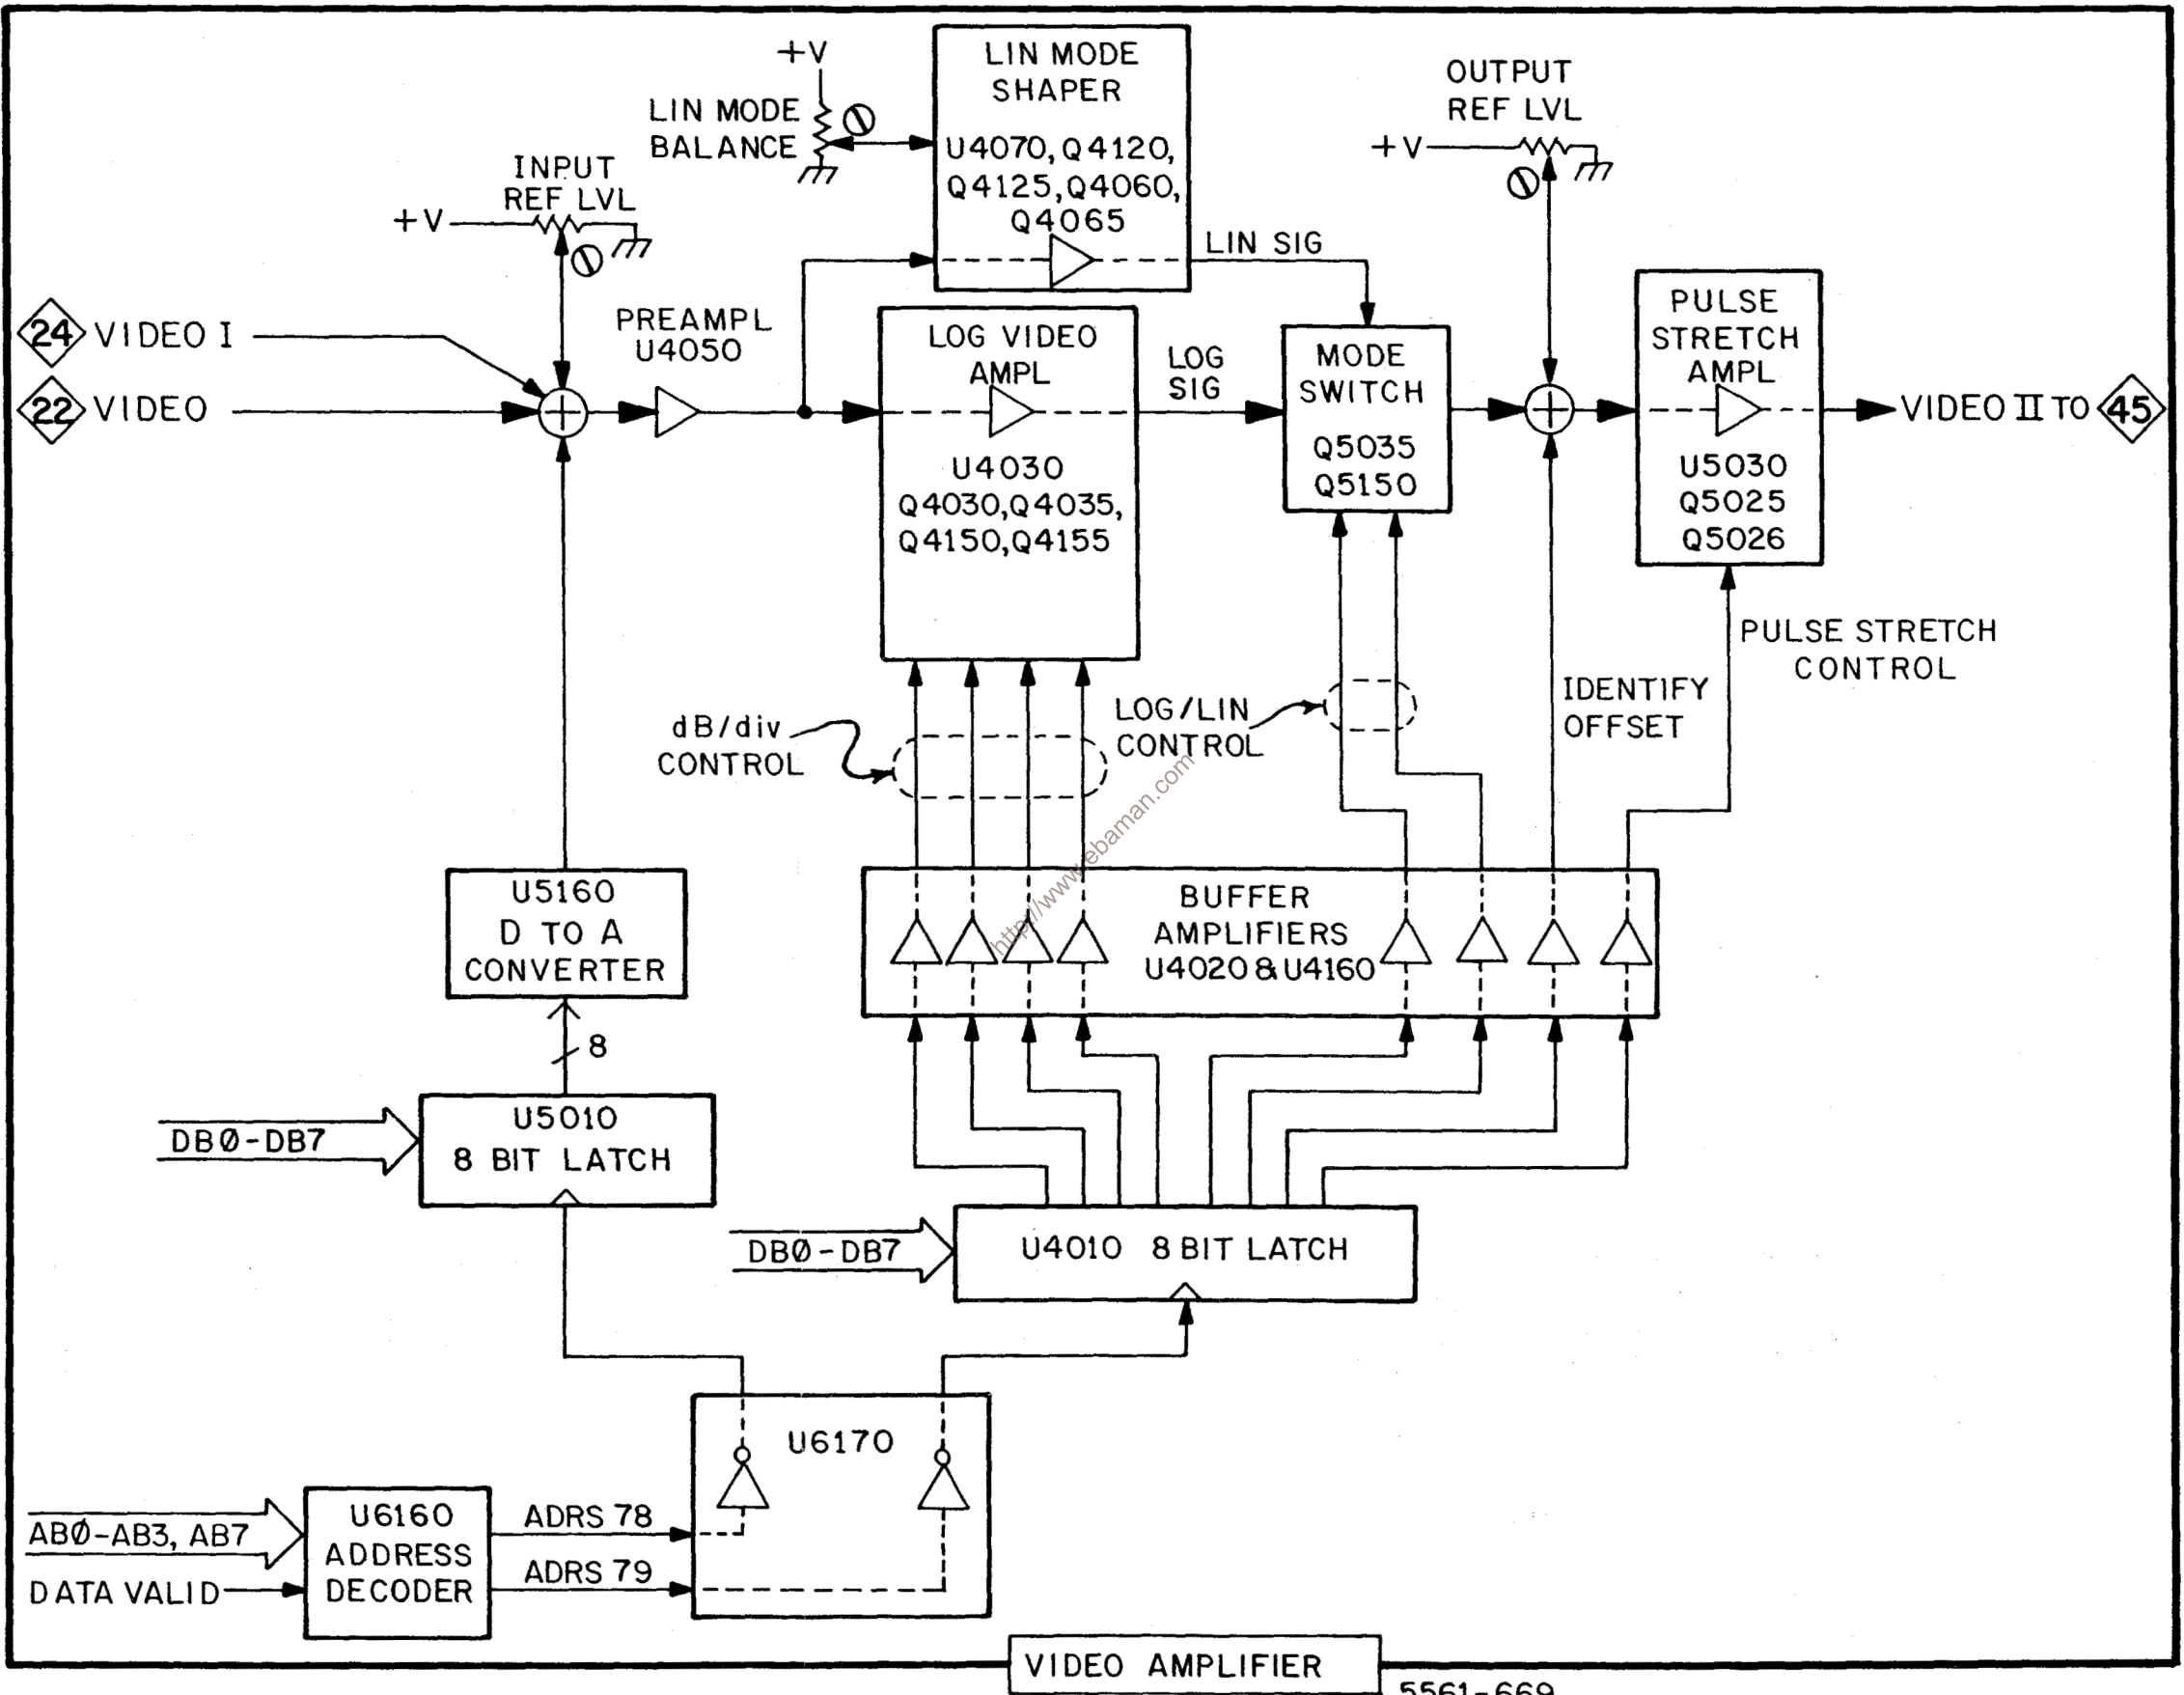 +V
LIN MODE
BALANCE
LIN MODE
SHAPER
U4070, Q4120,
Q4125, Q4060,
Q4065
OUTPUT
REF LVL
+V
INPUT
REF LVL
+V
LIN SIG
24 VIDEO I
22 VIDEO
PREAMPL
U4050
LOG VIDEO
AMPL
U4030
Q4030, Q4035,
Q4150, Q4155
LOG
SIG
MODE
SWITCH
Q5035
Q5150
PULSE
STRETCH
AMPL
U5030
Q5025
Q5026
VIDEO II TO 45
PULSE STRETCH
CONTROL
IDENTIFY
OFFSET
LOG/LIN
CONTROL
dB/div
CONTROL
http://www.ebaman.com
U5160
D TO A
CONVERTER
BUFFER
AMPLIFIERS
U4020 & U4160
8
DBØ-DB7
U5010
8 BIT LATCH
DBØ-DB7
U4010 8 BIT LATCH
U6170
ABØ-AB3, AB7
DATA VALID
U6160
ADDRESS
DECODER
ADRS 78
ADRS 79
VIDEO AMPLIFIER
5561-669